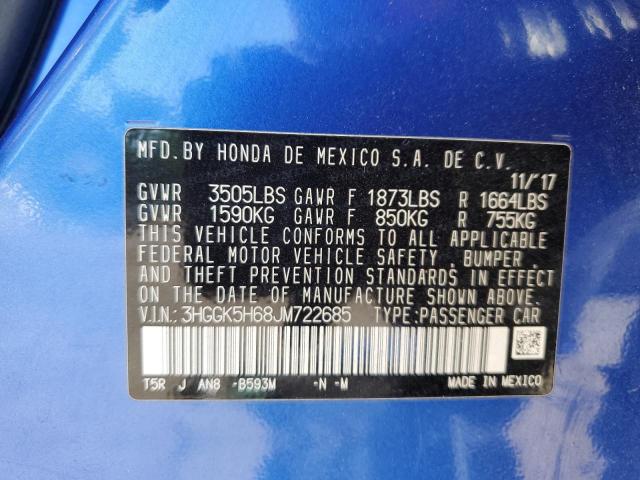 MFD. BY HONDA DE MEXICO S.A. DE C.V.
11/'17
GVWR 3505LBS GAWR F 1873LBS R 1664LBS
GVWR 1590KG GAWR F 850KG R 755KG
THIS VEHICLE CONFORMS TO ALL APPLICABLE
FEDERAL MOTOR VEHICLE SAFETY, BUMPER,
AND THEFT PREVENTION STANDARDS IN EFFECT
ON THE DATE OF MANUFACTURE SHOWN ABOVE.
V.I.N.: 3HGGK5H68JM722685 TYPE:PASSENGER CAR
T5R J AN8 -B593M -N -M MADE IN MEXICO